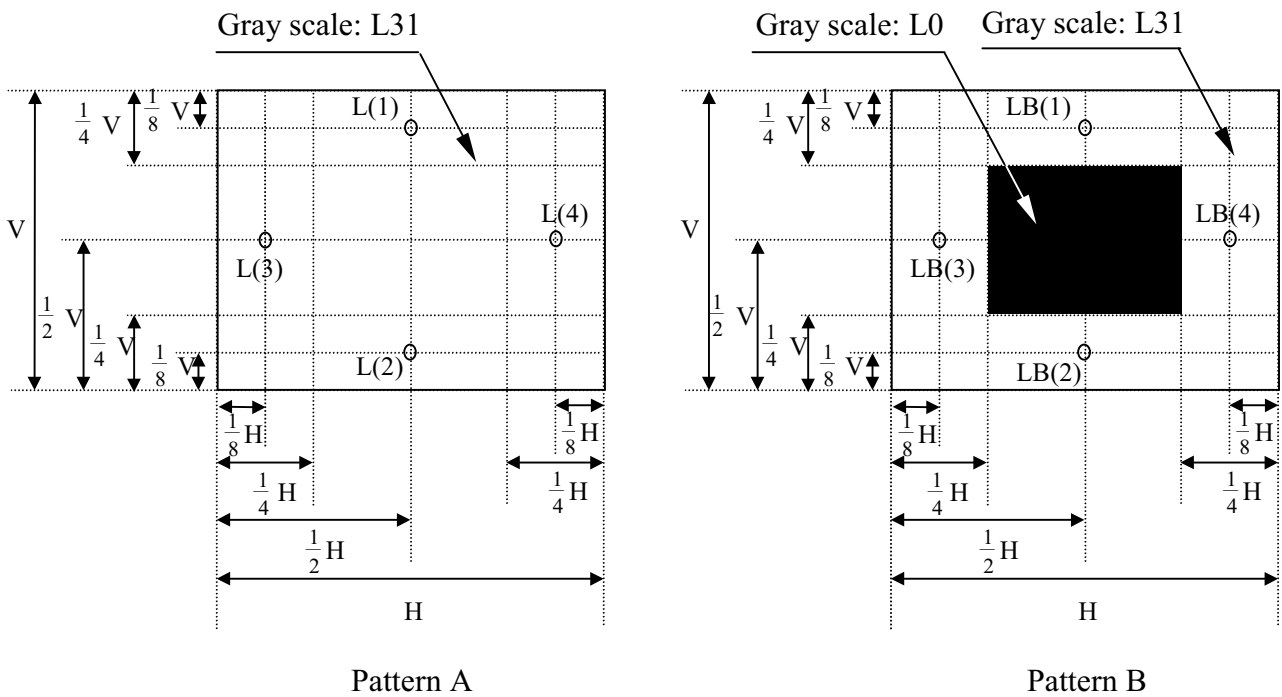 Gray scale: L31
1/8 V
1/4 V
L(1)
V
L(4)
L(3)
1/2 V
1/4 V
1/8 V
L(2)
1/8 H
1/8 H
1/4 H
1/4 H
1/2 H
H
Pattern A
Gray scale: L0
Gray scale: L31
1/8 V
1/4 V
LB(1)
V
LB(4)
LB(3)
1/2 V
1/4 V
1/8 V
LB(2)
1/8 H
1/8 H
1/4 H
1/4 H
1/2 H
H
Pattern B